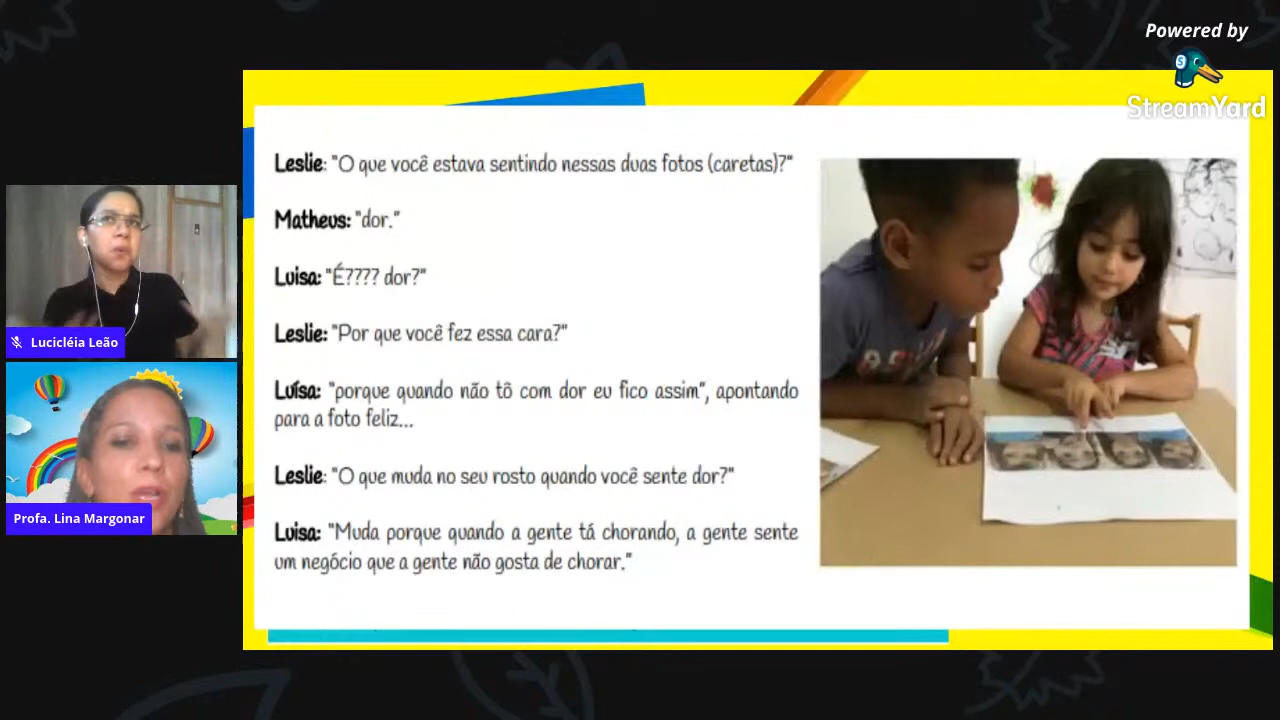 Powered by
StreamYard
Leslie: "O que você estava sentindo nessas duas fotos (caretas)?"
Matheus: "dor."
Luisa: "É???? dor?"
Leslie: "Por que você fez essa cara?"
Luísa: "porque quando não tô com dor eu fico assim", apontando
para a foto feliz...
Leslie: "O que muda no seu rosto quando você sente dor?"
Luisa: "Muda porque quando a gente tá chorando, a gente sente
um negócio que a gente não gosta de chorar."
Lucicléia Leão
Profa. Lina Margonar